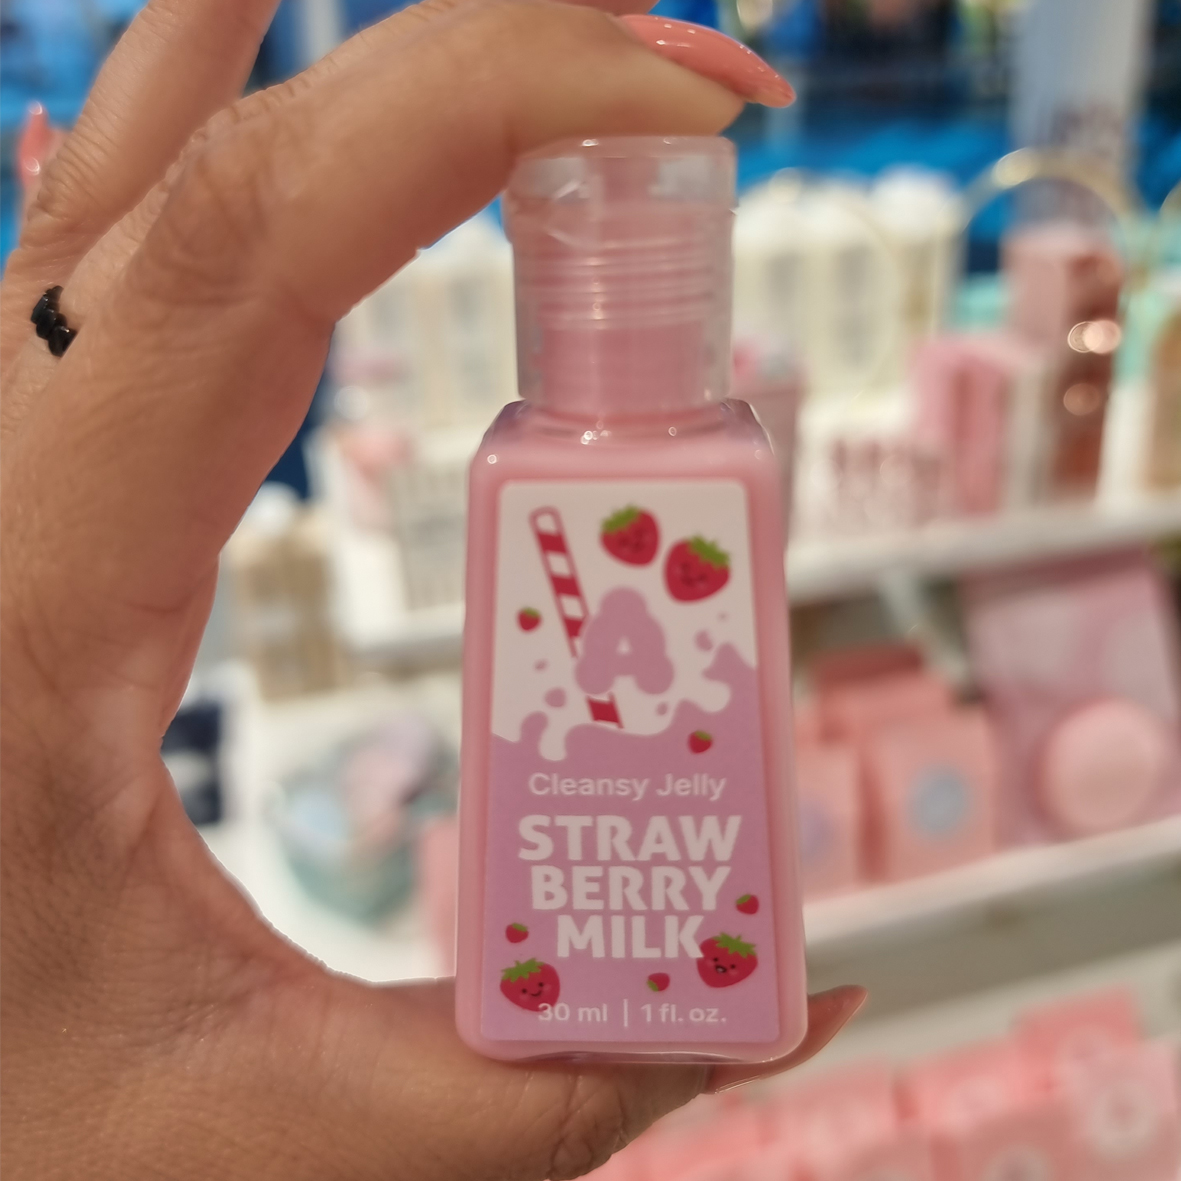 A
Cleansy Jelly
STRAW
BERRY
MILK
30 ml | 1 fl. oz.